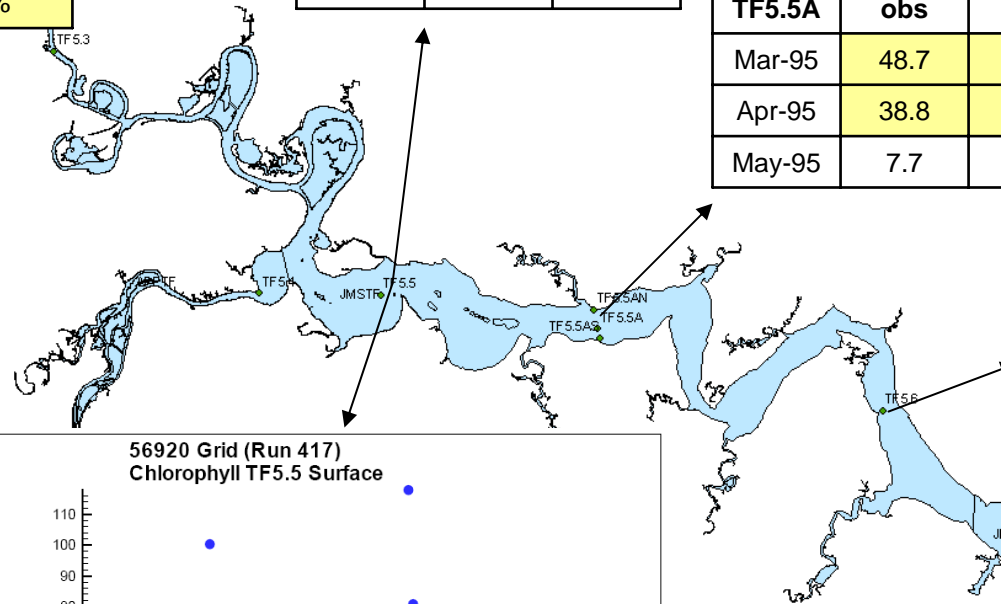 %
TF5.5A obs
Mar-95 48.7
Apr-95 38.8
May-95 7.7
TF5.3
TF5.4
JMSTF
TF5.5
TF5.5AN
TF5.5A
TF5.5AS
TF5.6
56920 Grid (Run 417)
Chlorophyll TF5.5 Surface
110
100
90